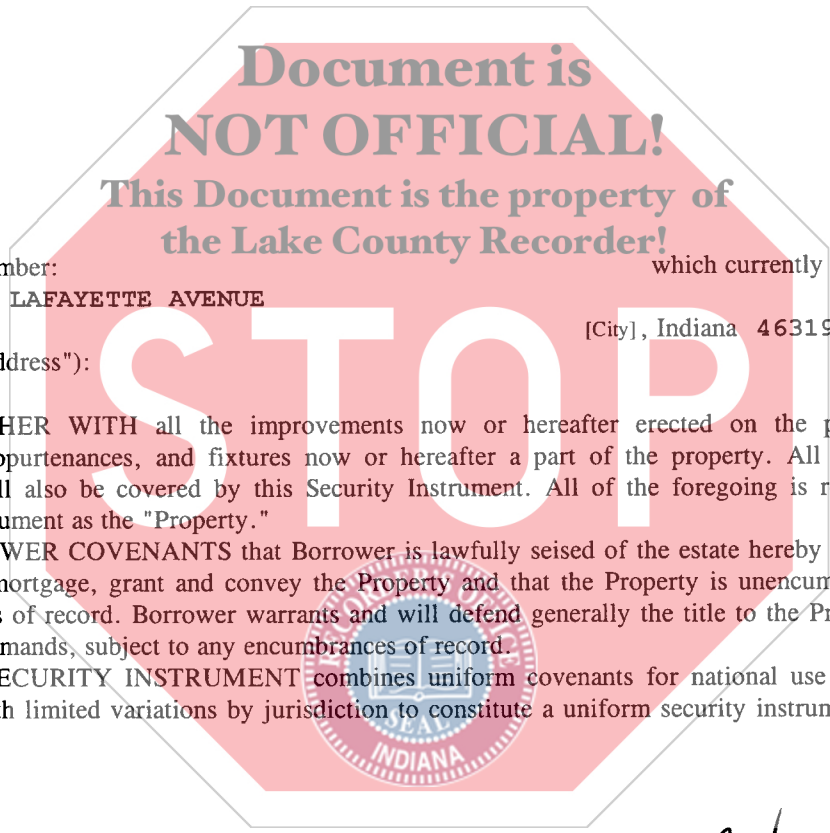 Document is
NOT OFFICIAL!
This Document is the property of
the Lake County Recorder!
mber: which currently
LAFAYETTE AVENUE
[City], Indiana 46319
ddress"):
STOP
HER WITH all the improvements now or hereafter erected on the p
ppurtenances, and fixtures now or hereafter a part of the property. All
ll also be covered by this Security Instrument. All of the foregoing is r
ument as the "Property."
WER COVENANTS that Borrower is lawfully seised of the estate hereby
mortgage, grant and convey the Property and that the Property is unencum
s of record. Borrower warrants and will defend generally the title to the Pr
mands, subject to any encumbrances of record.
ECURITY INSTRUMENT combines uniform covenants for national use
th limited variations by jurisdiction to constitute a uniform security instrum
RECORDER'S OFFICE
SEAL
INDIANA